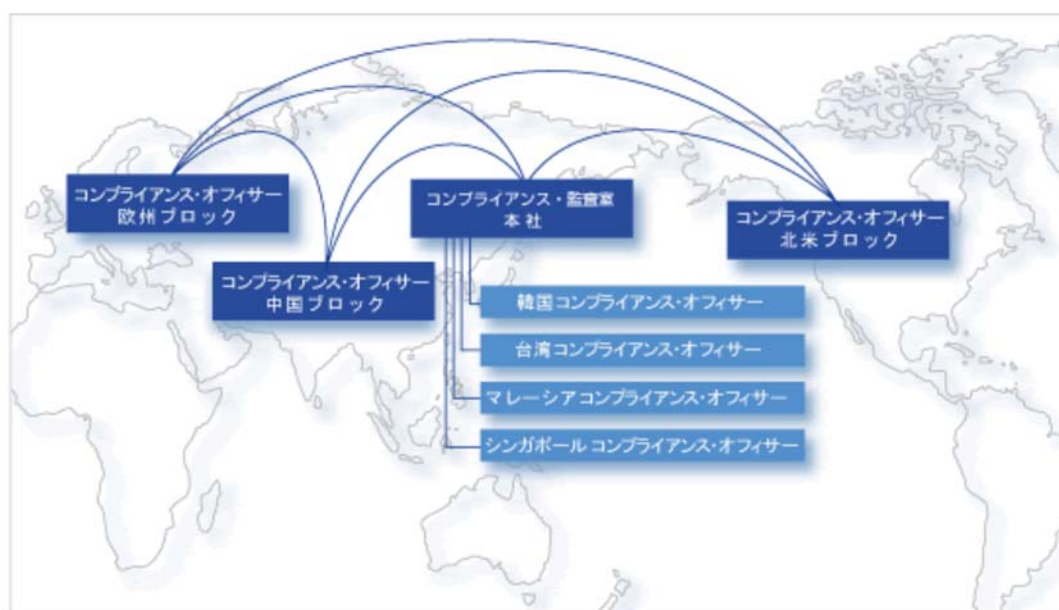 コンプライアンス・オフィサー
欧州ブロック
コンプライアンス・監査室
本社
コンプライアンス・オフィサー
北米ブロック
コンプライアンス・オフィサー
中国ブロック
韓国コンプライアンス・オフィサー
台湾コンプライアンス・オフィサー
マレーシアコンプライアンス・オフィサー
シンガポールコンプライアンス・オフィサー